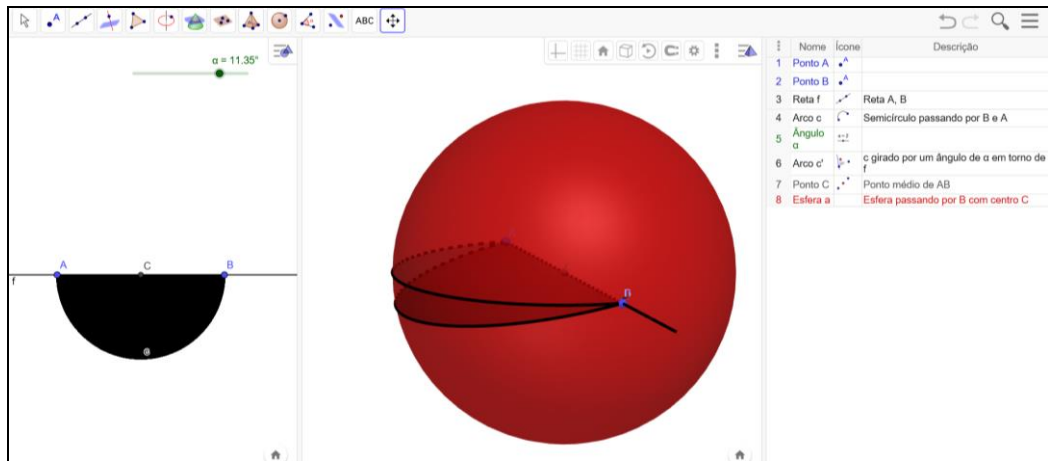 ABC
α = 11.35°
A
C
B
f
B
Nome Ícone Descrição
1 Ponto A
2 Ponto B
3 Reta f Reta A, B
4 Arco c Semicírculo passando por B e A
5 Ângulo
α
6 Arco c' c girado por um ângulo de α em torno de
f
7 Ponto C Ponto médio de AB
8 Esfera a Esfera passando por B com centro C